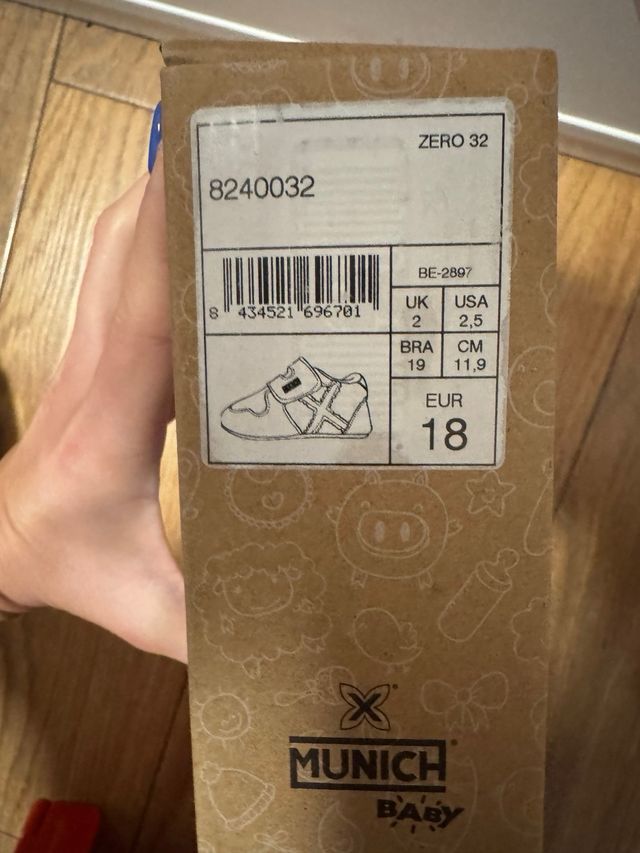 ZERO 32
8240032
8 434521 696701
BE-2897
UK USA
2 2,5
BRA CM
19 11,9
EUR
18
MUNICH
BABY